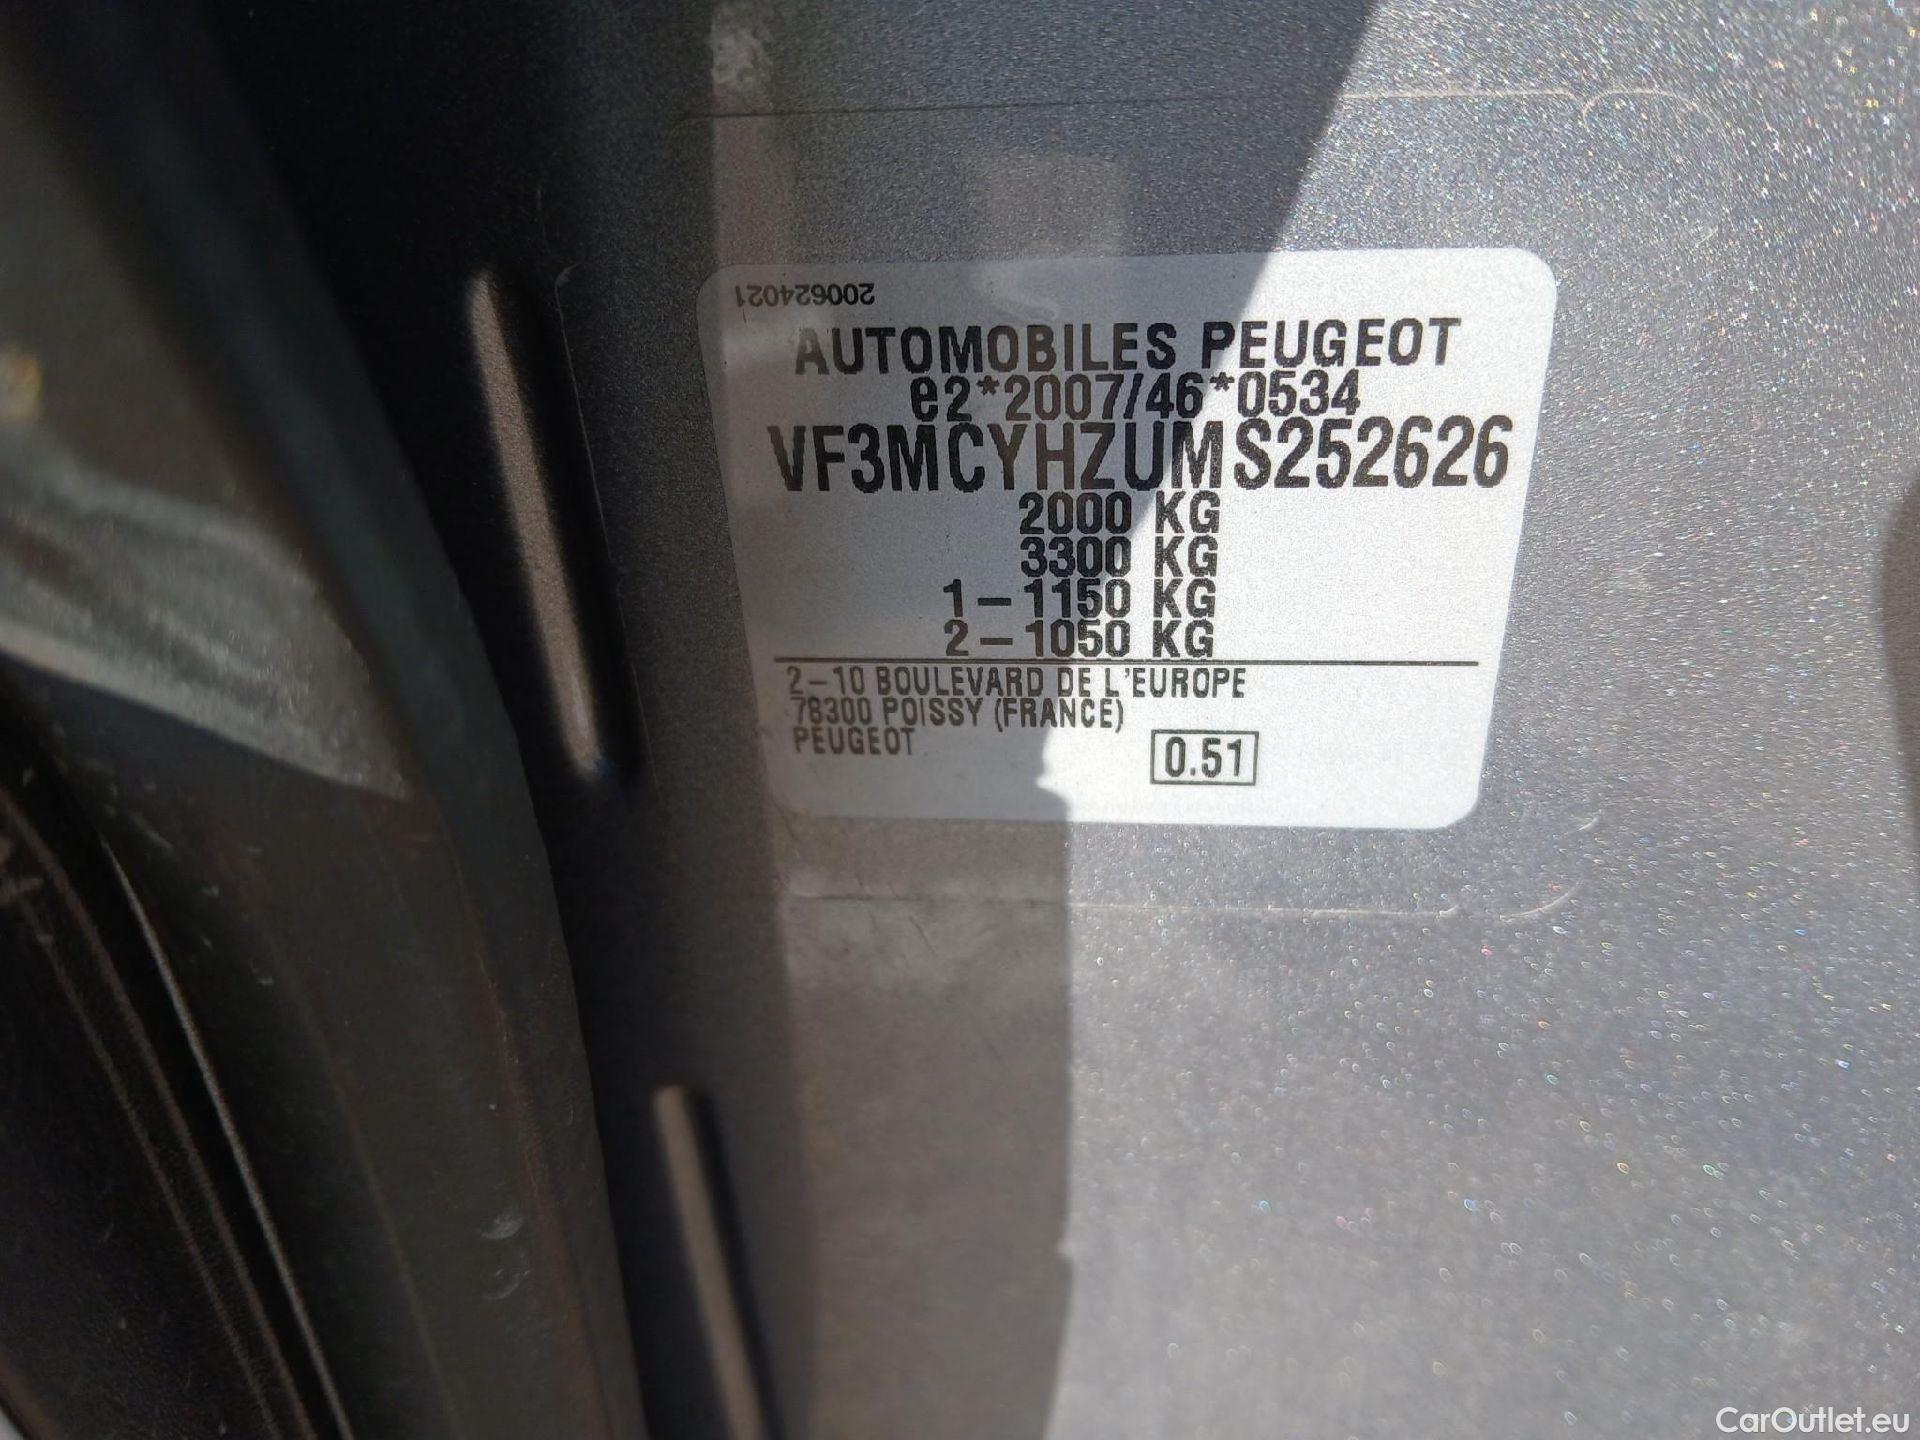 200624021
AUTOMOBILES PEUGEOT
e2*2007/46*0534
VF3MCYHZUMS252626
2000 KG
3300 KG
1-1150 KG
2-1050 KG
2-10 BOULEVARD DE L'EUROPE
78300 POISSY (FRANCE)
PEUGEOT
0.51
CarOutlet.eu